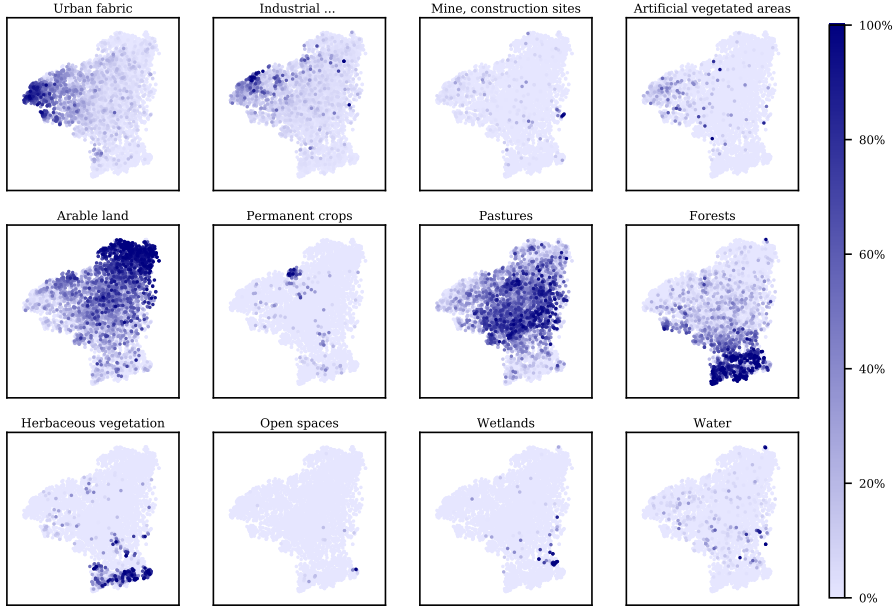 Urban fabric
Industrial ...
Mine, construction sites
Artificial vegetated areas
100%
80%
Arable land
Permanent crops
Pastures
Forests
60%
40%
Herbaceous vegetation
Open spaces
Wetlands
Water
20%
0%